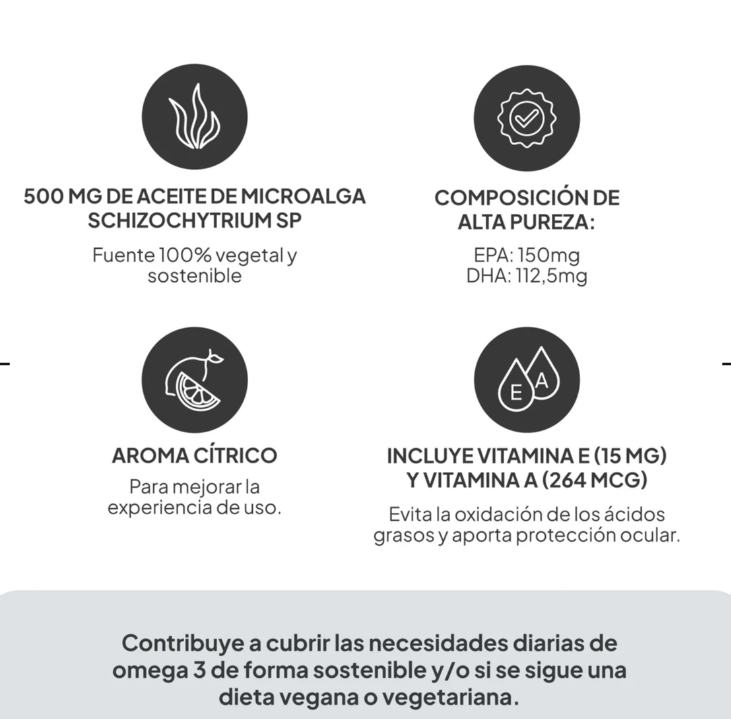 500 MG DE ACEITE DE MICROALGA
SCHIZOCHYTRIUM SP
Fuente 100% vegetal y
sostenible
COMPOSICIÓN DE
ALTA PUREZA:
EPA: 150mg
DHA: 112,5mg
AROMA CÍTRICO
Para mejorar la
experiencia de uso.
E A
INCLUYE VITAMINA E (15 MG)
Y VITAMINA A (264 MCG)
Evita la oxidación de los ácidos
grasos y aporta protección ocular.
Contribuye a cubrir las necesidades diarias de
omega 3 de forma sostenible y/o si se sigue una
dieta vegana o vegetariana.